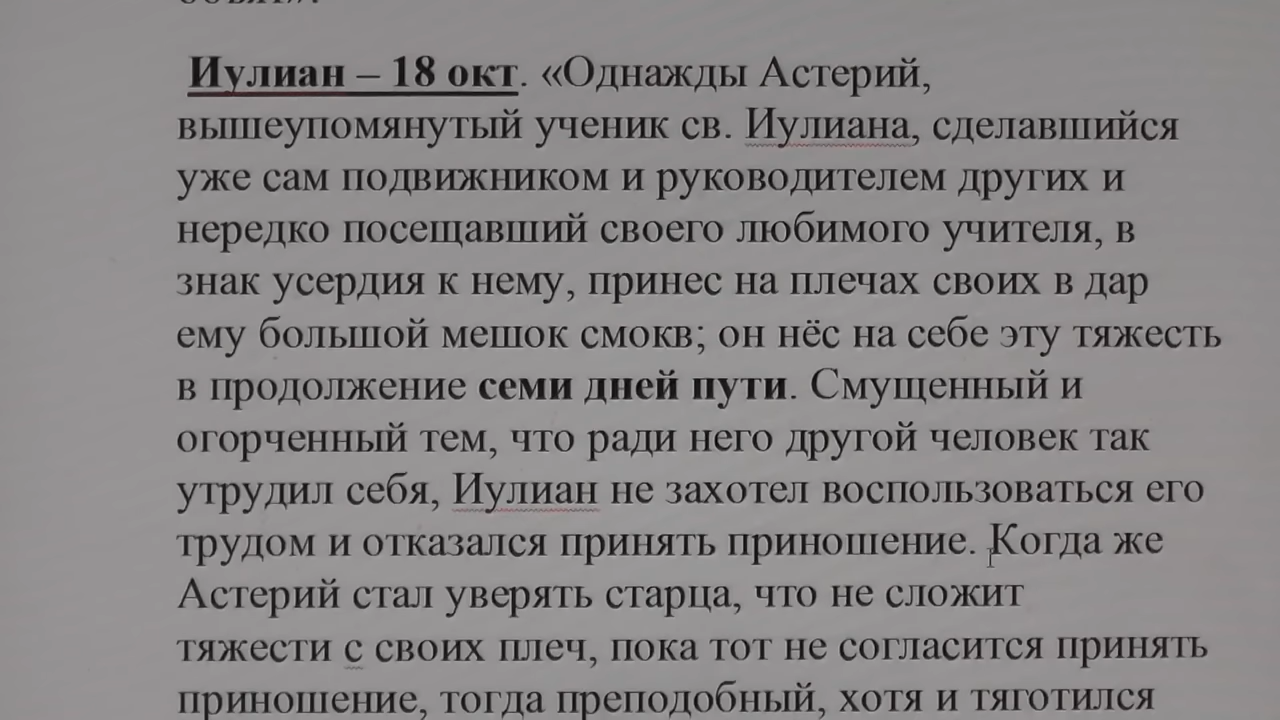 Иулиан – 18 окт. «Однажды Астерий,
вышеупомянутый ученик св. Иулиана, сделавшийся
уже сам подвижником и руководителем других и
нередко посещавший своего любимого учителя, в
знак усердия к нему, принес на плечах своих в дар
ему большой мешок смокв; он нёс на себе эту тяжесть
в продолжение семи дней пути. Смущенный и
огорченный тем, что ради него другой человек так
утрудил себя, Иулиан не захотел воспользоваться его
трудом и отказался принять приношение. Когда же
Астерий стал уверять старца, что не сложит
тяжести с своих плеч, пока тот не согласится принять
приношение, тогда преподобный, хотя и тяготился